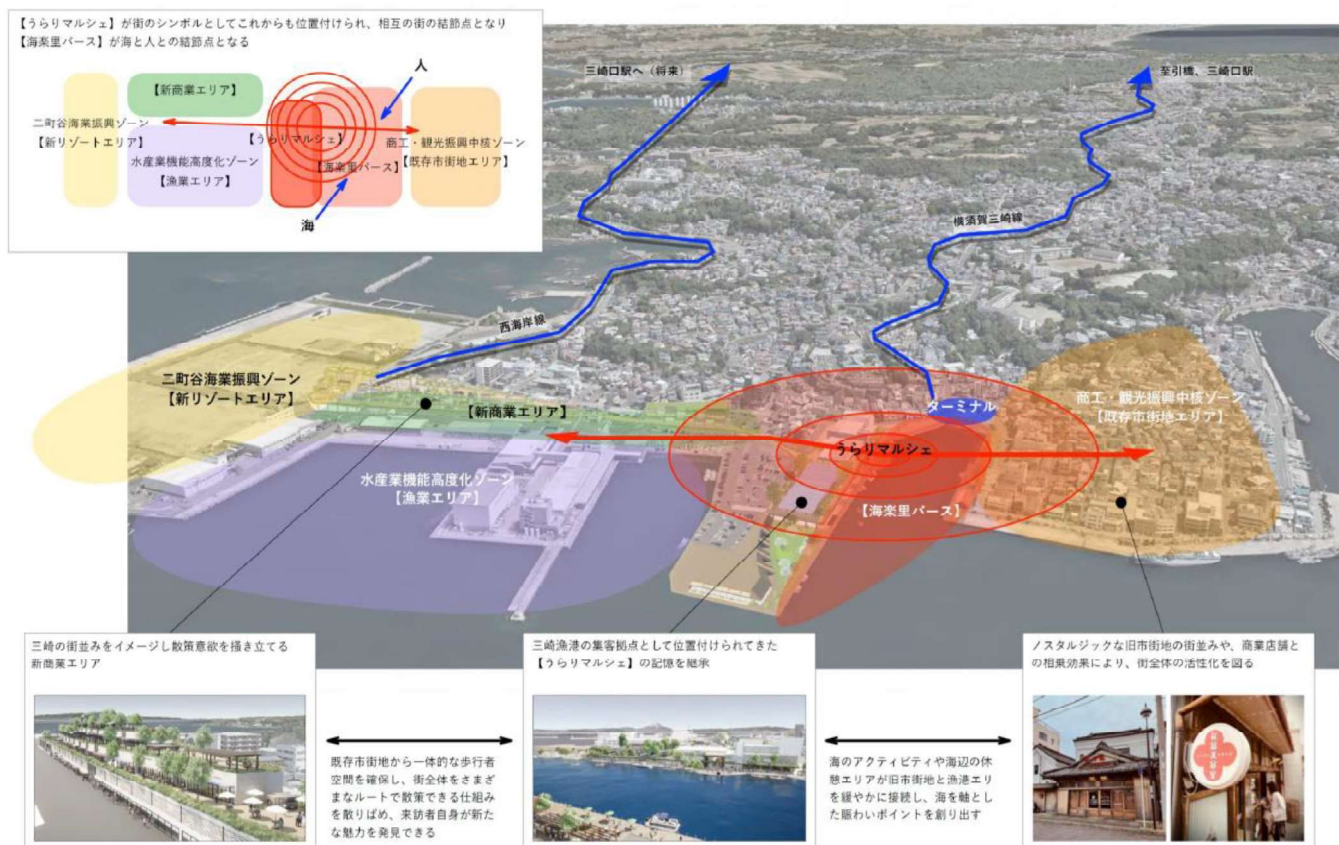 【うらりマルシェ】が街のシンボルとしてこれからも位置付けられ、相互の街の結節点となり
【海楽里バース】が海と人との結節点となる
人
【新商業エリア】
二町谷海業振興ゾーン
【新リゾートエリア】
【うらりマルシェ】
商工・観光振興中核ゾーン
【既存市街地エリア】
水産業機能高度化ゾーン
【漁業エリア】
【海楽里バース】
海
三崎口駅へ（将来）
至引橋、三崎口駅
横須賀三崎線
西海岸線
二町谷海業振興ゾーン
【新リゾートエリア】
【新商業エリア】
ターミナル
商工・観光振興中核ゾーン
【既存市街地エリア】
うらりマルシェ
水産業機能高度化ゾーン
【漁業エリア】
【海楽里バース】
三崎の街並みをイメージし散策意欲を掻き立てる
新商業エリア
既存市街地から一体的な歩行者
空間を確保し、街全体をさまざ
まなルートで散策できる仕組み
を散りばめ、来訪者自身が新た
な魅力を発見できる
三崎漁港の集客拠点として位置付けられてきた
【うらりマルシェ】の記憶を継承
海のアクティビティや海辺の休
憩エリアが旧市街地と漁港エリ
を緩やかに接続し、海を軸とし
た賑わいポイントを創り出す
ノスタルジックな旧市街地の街並みや、商業店舗と
の相乗効果により、街全体の活性化を図る